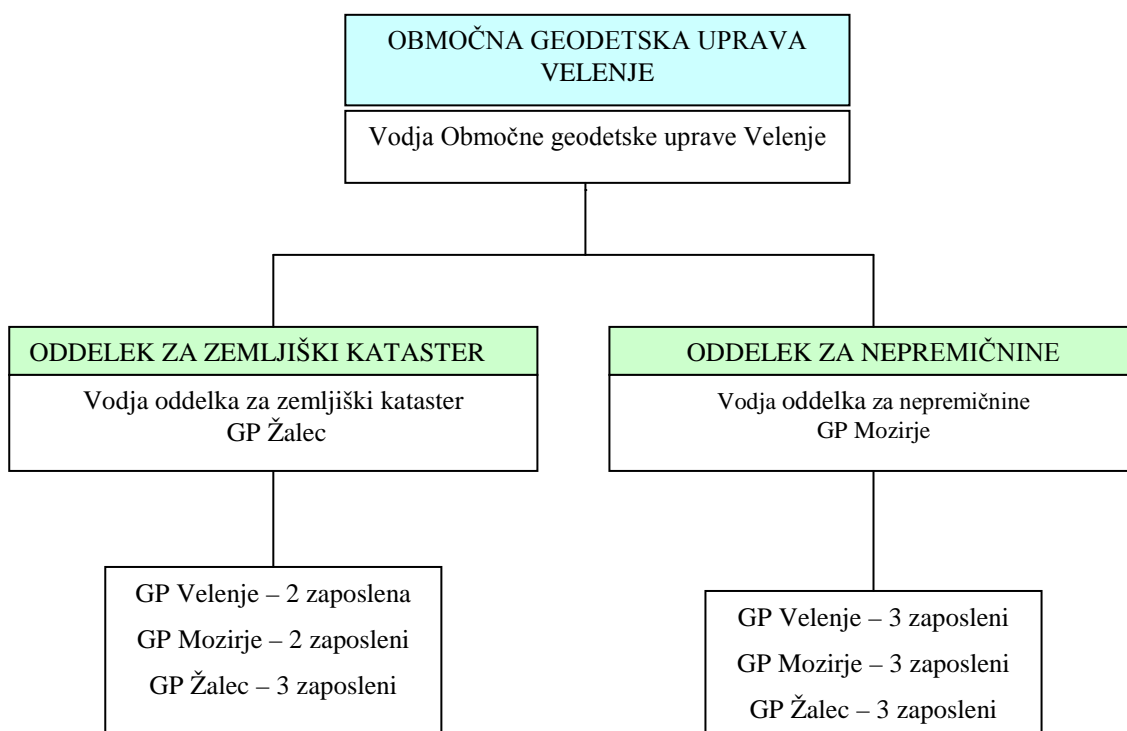 OBMOČNA GEODETSKA UPRAVA
VELENJE
Vodja Območne geodetske uprave Velenje
ODDELEK ZA ZEMLJIŠKI KATASTER
Vodja oddelka za zemljiški kataster
GP Žalec
ODDELEK ZA NEPREMIČNINE
Vodja oddelka za nepremičnine
GP Mozirje
GP Velenje – 2 zaposlena
GP Mozirje – 2 zaposleni
GP Žalec – 3 zaposleni
GP Velenje – 3 zaposleni
GP Mozirje – 3 zaposleni
GP Žalec – 3 zaposleni